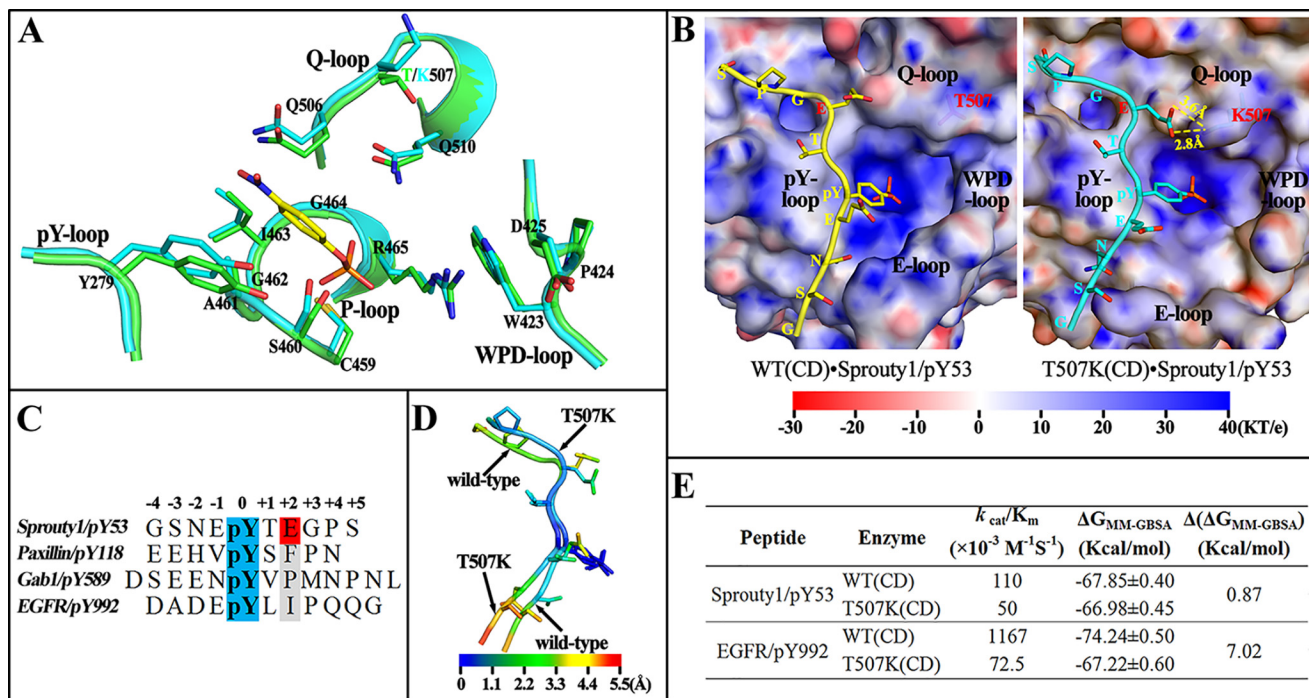 A
Q-loop
T/K507
Q506
Q510
G464
pY-loop
I463
R465
D425
Y279
G462
P424
A461
P-loop
W423
S460
WPD-loop
C459
B
Q-loop
S
P
G
E
T507
T
pY-
loop
pY
WPD
-loop
E
N
E-loop
S
G
WT(CD)•Sprouty1/pY53
S
P
Q-loop
G
E
3.6Å
K507
2.8Å
T
pY-
loop
pY
WPD
-loop
E
N
S
E-loop
G
T507K(CD)•Sprouty1/pY53
-30 -20 -10 0 10 20 30 40(KT/e)
C
-4 -3 -2 -1 0 +1 +2 +3 +4 +5
Sprouty1/pY53 G S N E pY T E G P S
Paxillin/pY118 E E H V pY S F P N
Gab1/pY589 D S E E N pY V P M N P N L
EGFR/pY992 D A D E pY L I P Q Q G
D
T507K
wild-type
T507K
wild-type
0 1.1 2.2 3.3 4.4 5.5(Å)
E
Peptide Enzyme k cat/Km (×10-3 M-1S-1) ΔGMM-GBSA (Kcal/mol) Δ(ΔGMM-GBSA) (Kcal/mol)
Sprouty1/pY53 WT(CD) 110 -67.85±0.40 0.87
T507K(CD) 50 -66.98±0.45
EGFR/pY992 WT(CD) 1167 -74.24±0.50 7.02
T507K(CD) 72.5 -67.22±0.60